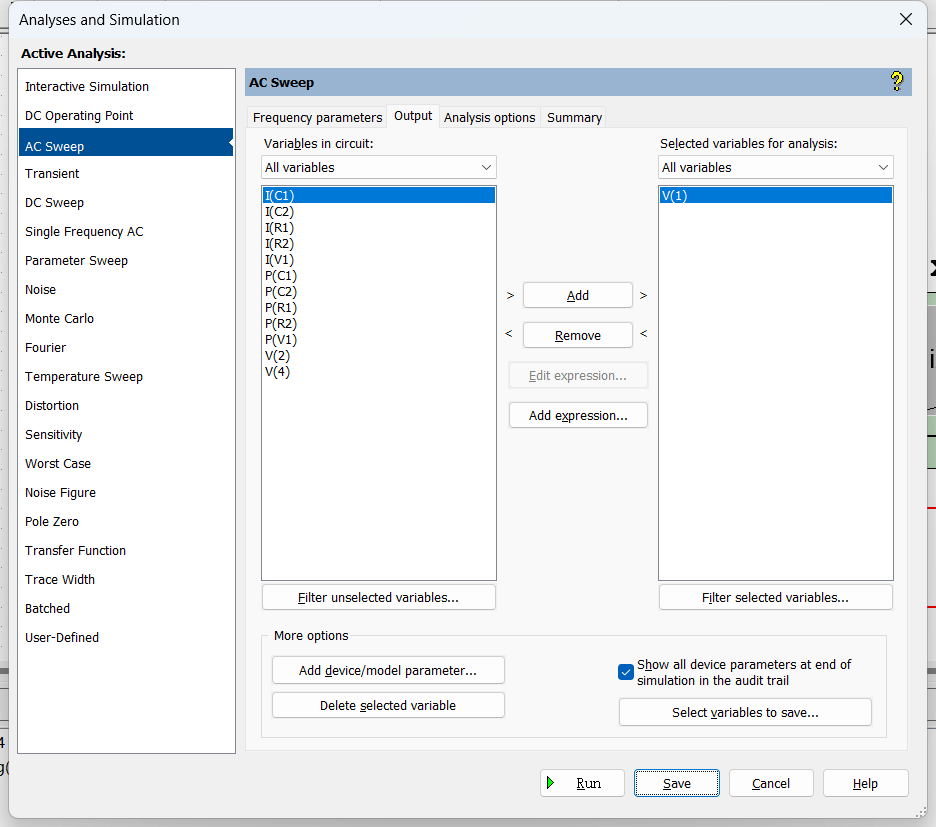 Analyses and Simulation
Active Analysis:
Interactive Simulation
DC Operating Point
AC Sweep
Transient
DC Sweep
Single Frequency AC
Parameter Sweep
Noise
Monte Carlo
Fourier
Temperature Sweep
Distortion
Sensitivity
Worst Case
Noise Figure
Pole Zero
Transfer Function
Trace Width
Batched
User-Defined
AC Sweep
?
Frequency parameters
Output
Analysis options
Summary
Variables in circuit:
All variables
I(C1)
I(C2)
I(R1)
I(R2)
I(V1)
P(C1)
P(C2)
P(R1)
P(R2)
P(V1)
V(2)
V(4)
Filter unselected variables...
> Add >
< Remove <
Edit expression...
Add expression...
Selected variables for analysis:
All variables
V(1)
Filter selected variables...
More options
Add device/model parameter...
Delete selected variable
Show all device parameters at end of
simulation in the audit trail
Select variables to save...
Run
Save
Cancel
Help